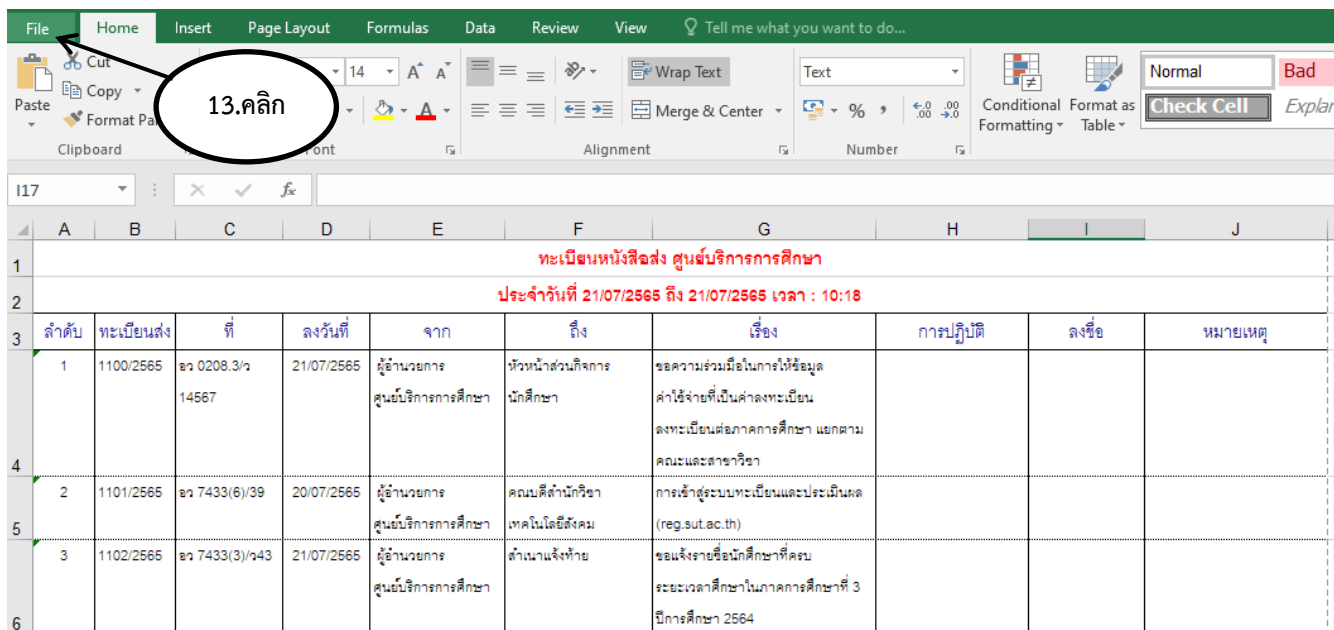 File Home Insert Page Layout Formulas Data Review View Tell me what you want to do...
Cut
Copy
Paste
Format Pai
13.คลิก
14
Wrap Text
Merge & Center
Text
Conditional Formatting
Format as Table
Normal
Bad
Check Cell
Explan
Clipboard
Font
Alignment
Number
I17
fx
A B C D E F G H I J
1 ทะเบียนหนังสือส่ง ศูนย์บริการการศึกษา
2 ประจำวันที่ 21/07/2565 ถึง 21/07/2565 เวลา : 10:18
3 ลำดับ ทะเบียนส่ง ที่ ลงวันที่ จาก ถึง เรื่อง การปฏิบัติ ลงชื่อ หมายเหตุ
1 1100/2565 อว 0208.3/ว 21/07/2565 ผู้อำนวยการ หัวหน้าส่วนกิจการ ขอความร่วมมือในการให้ข้อมูล
14567 ศูนย์บริการการศึกษา นักศึกษา ค่าใช้จ่ายที่เป็นค่าลงทะเบียน
ลงทะเบียนต่อภาคการศึกษา แยกตาม
4 คณะและสาขาวิชา
2 1101/2565 อว 7433(6)/39 20/07/2565 ผู้อำนวยการ คณบดีสำนักวิชา การเข้าสู่ระบบทะเบียนและประเมินผล
5 ศูนย์บริการการศึกษา เทคโนโลยีสังคม (reg.sut.ac.th)
3 1102/2565 อว 7433(3)/ว43 21/07/2565 ผู้อำนวยการ สำเนาแจ้งท้าย ขอแจ้งรายชื่อนักศึกษาที่ครบ
ศูนย์บริการการศึกษา ระยะเวลาศึกษาในภาคการศึกษาที่ 3
6 ปีการศึกษา 2564